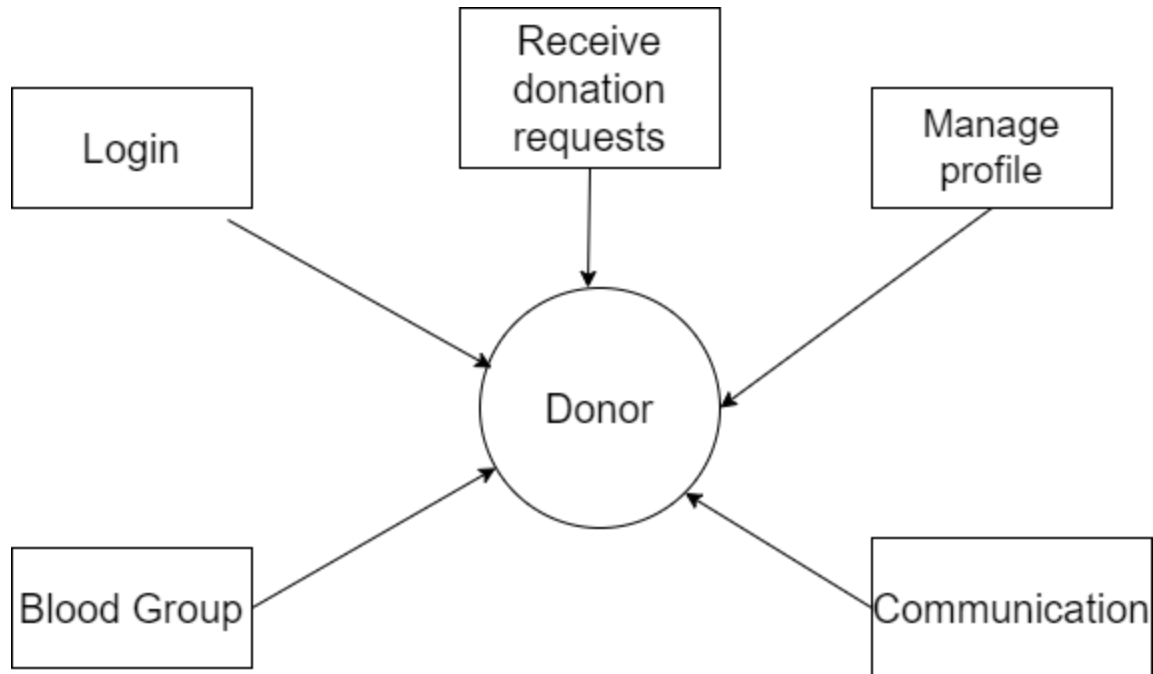 Receive
donation
requests
Login
Manage
profile
Donor
Blood Group
Communication